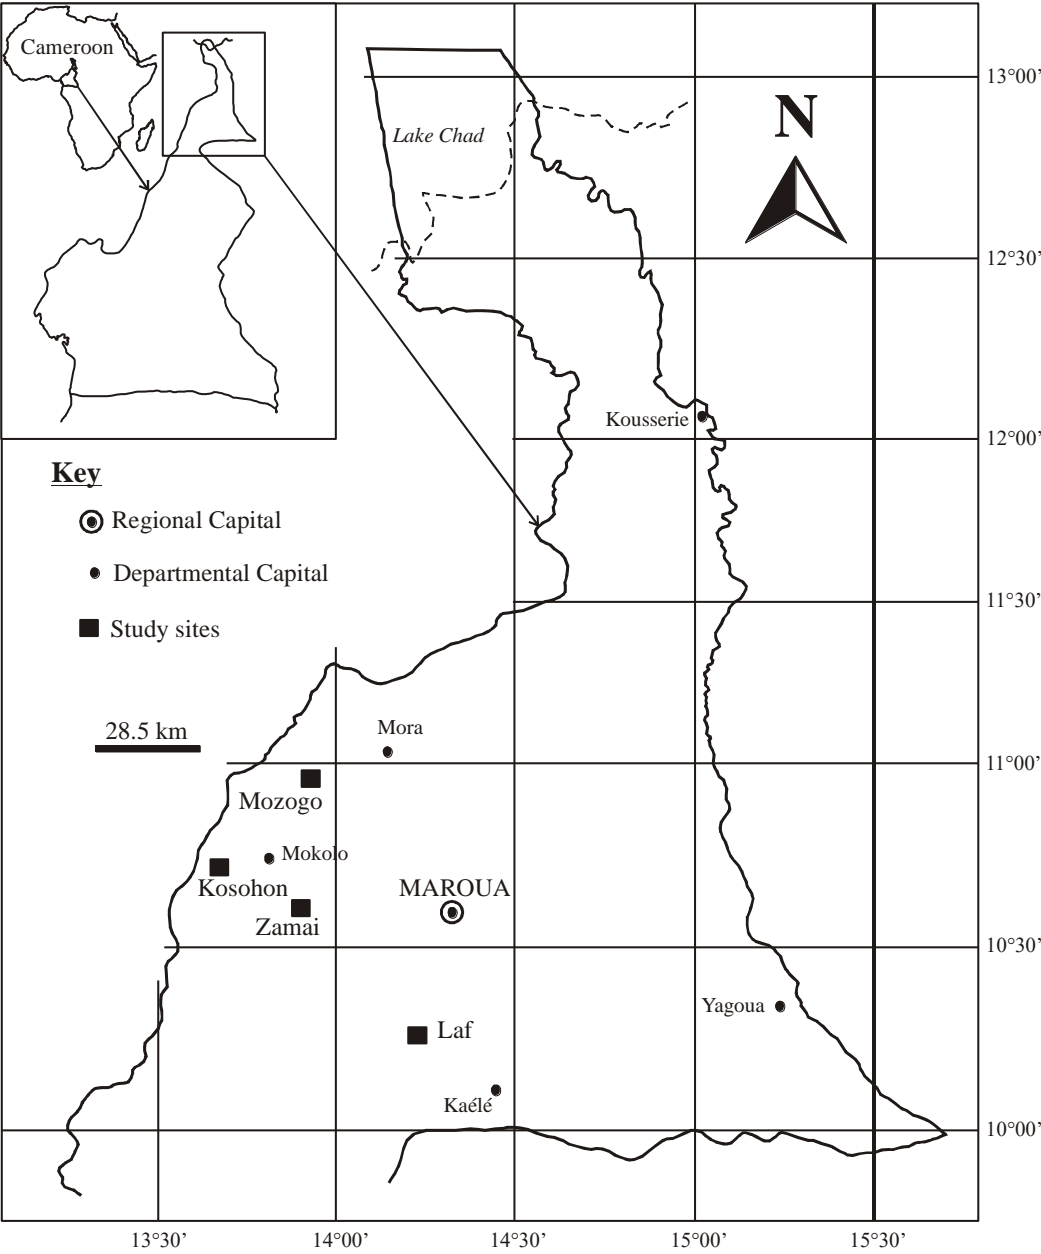 Cameroon
13°00’
N
Lake Chad
12°30’
Kousserie
12°00’
Key
Regional Capital
Departmental Capital
11°30’
Study sites
28.5 km
Mora
11°00’
Mozogo
Mokolo
Kosohon
MAROUA
Zamai
10°30’
Yagoua
Laf
Kaélé
10°00’
13°30’ 14°00’ 14°30’ 15°00’ 15°30’